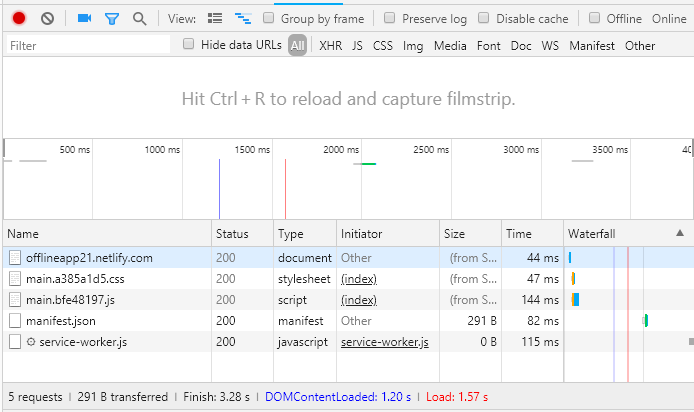 View: Group by frame Preserve log Disable cache Offline Online
Filter Hide data URLs All XHR JS CSS Img Media Font Doc WS Manifest Other
Hit Ctrl + R to reload and capture filmstrip.
500 ms 1000 ms 1500 ms 2000 ms 2500 ms 3000 ms 3500 ms 40
Name Status Type Initiator Size Time Waterfall
offlineapp21.netlify.com 200 document Other (from S... 44 ms
main.a385a1d5.css 200 stylesheet (index) (from S... 47 ms
main.bfe48197.js 200 script (index) (from S... 144 ms
manifest.json 200 manifest Other 291 B 82 ms
service-worker.js 200 javascript service-worker.js 0 B 115 ms
5 requests | 291 B transferred | Finish: 3.28 s | DOMContentLoaded: 1.20 s | Load: 1.57 s